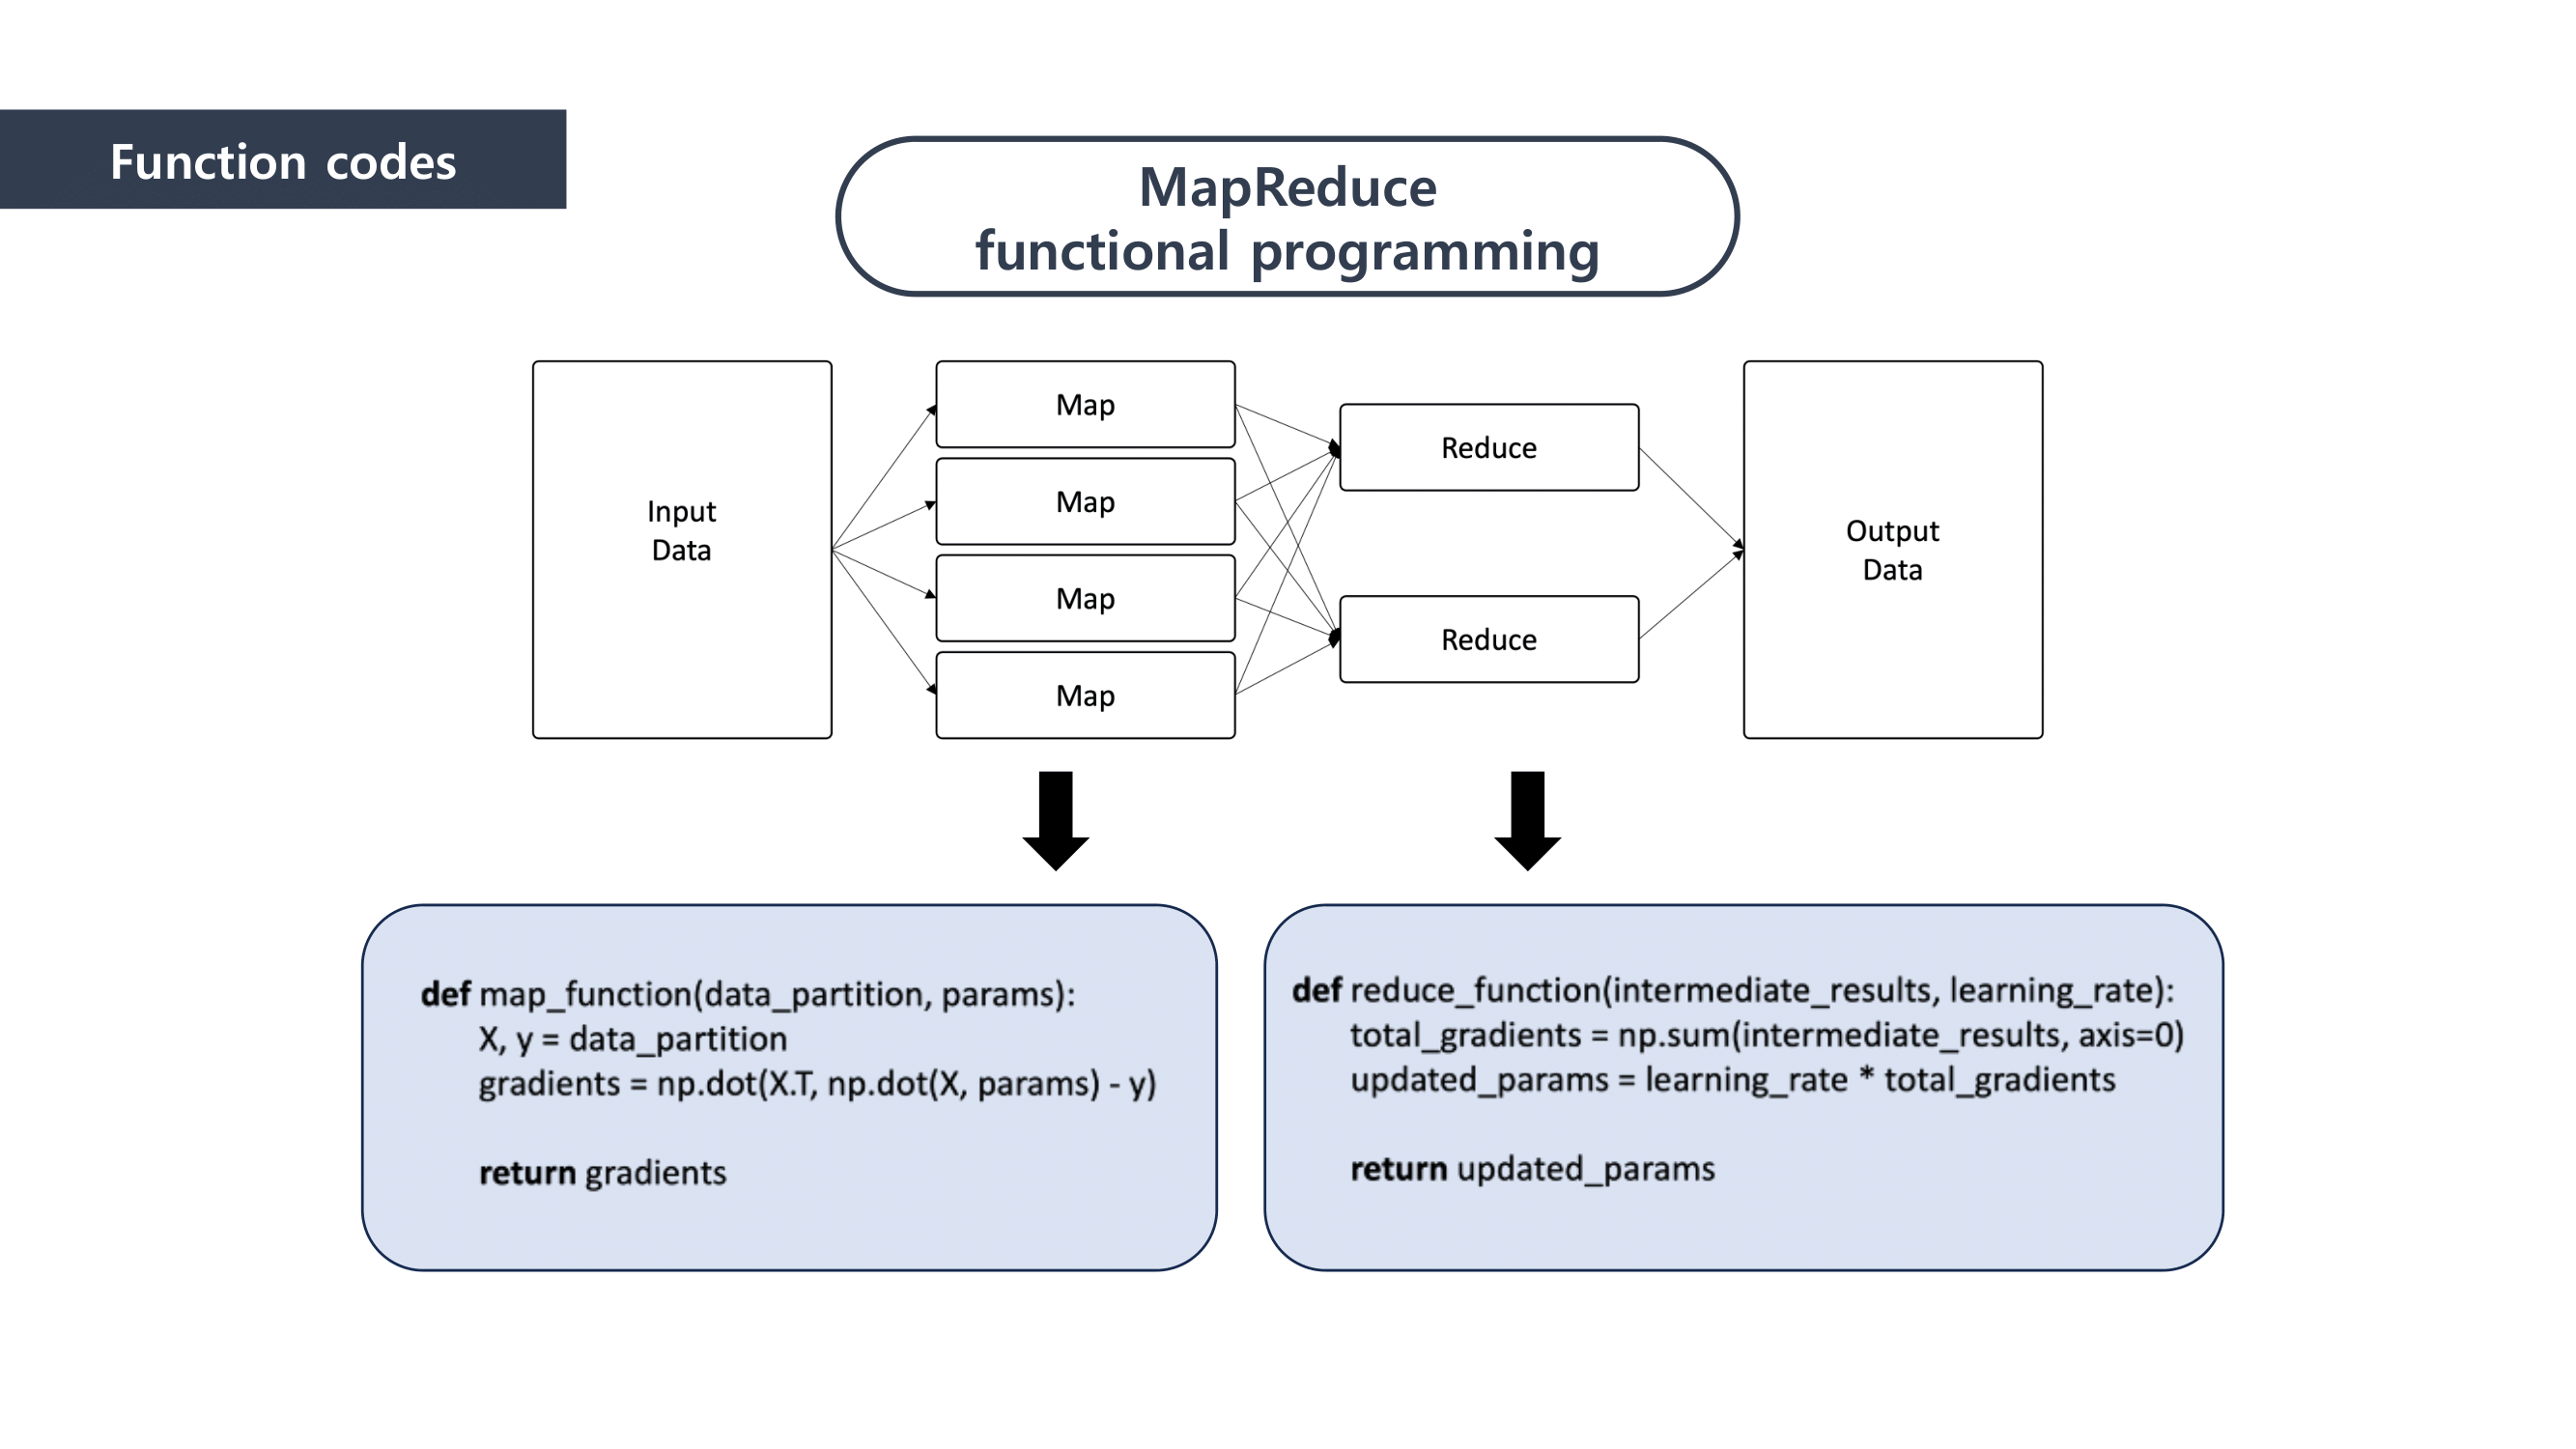 Function codes
MapReduce
functional programming
Input
Data
Map
Map
Map
Map
Reduce
Reduce
Output
Data
def map_function(data_partition, params):
X, y = data_partition
gradients = np.dot(X.T, np.dot(X, params) - y)
return gradients
def reduce_function(intermediate_results, learning_rate):
total_gradients = np.sum(intermediate_results, axis=0)
updated_params = learning_rate * total_gradients
return updated_params